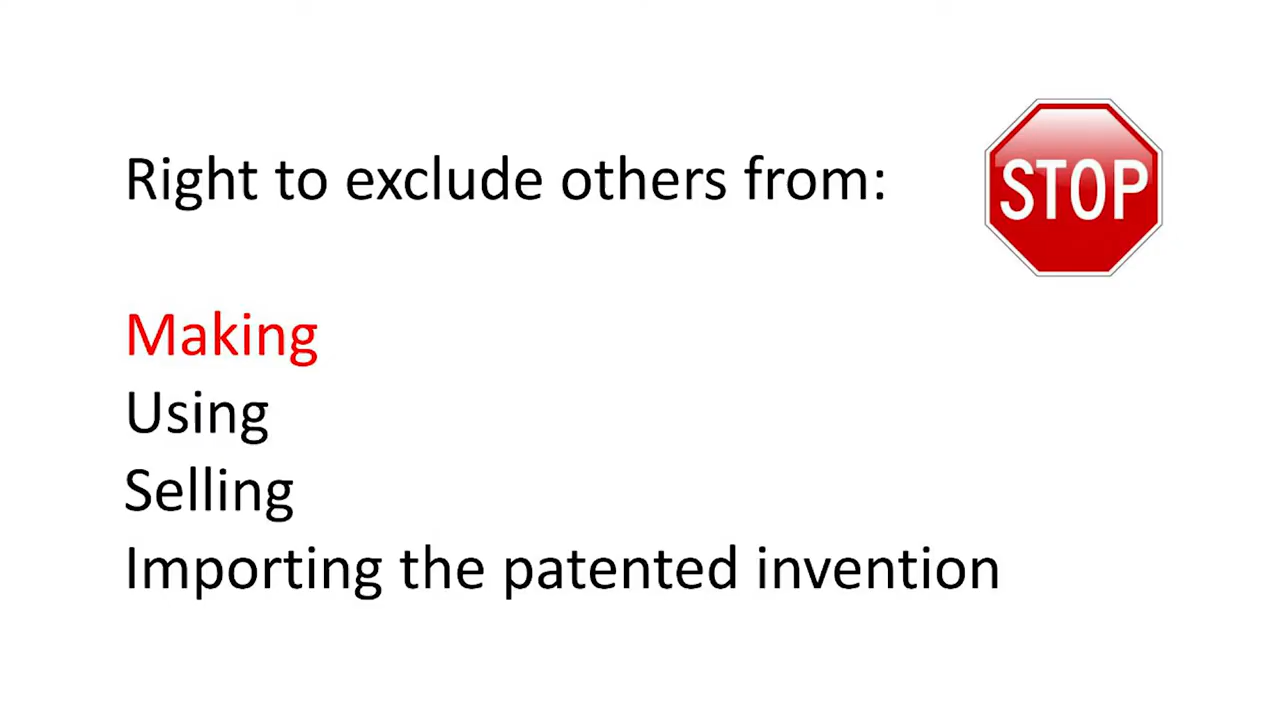 Right to exclude others from:
STOP
Making
Using
Selling
Importing the patented invention